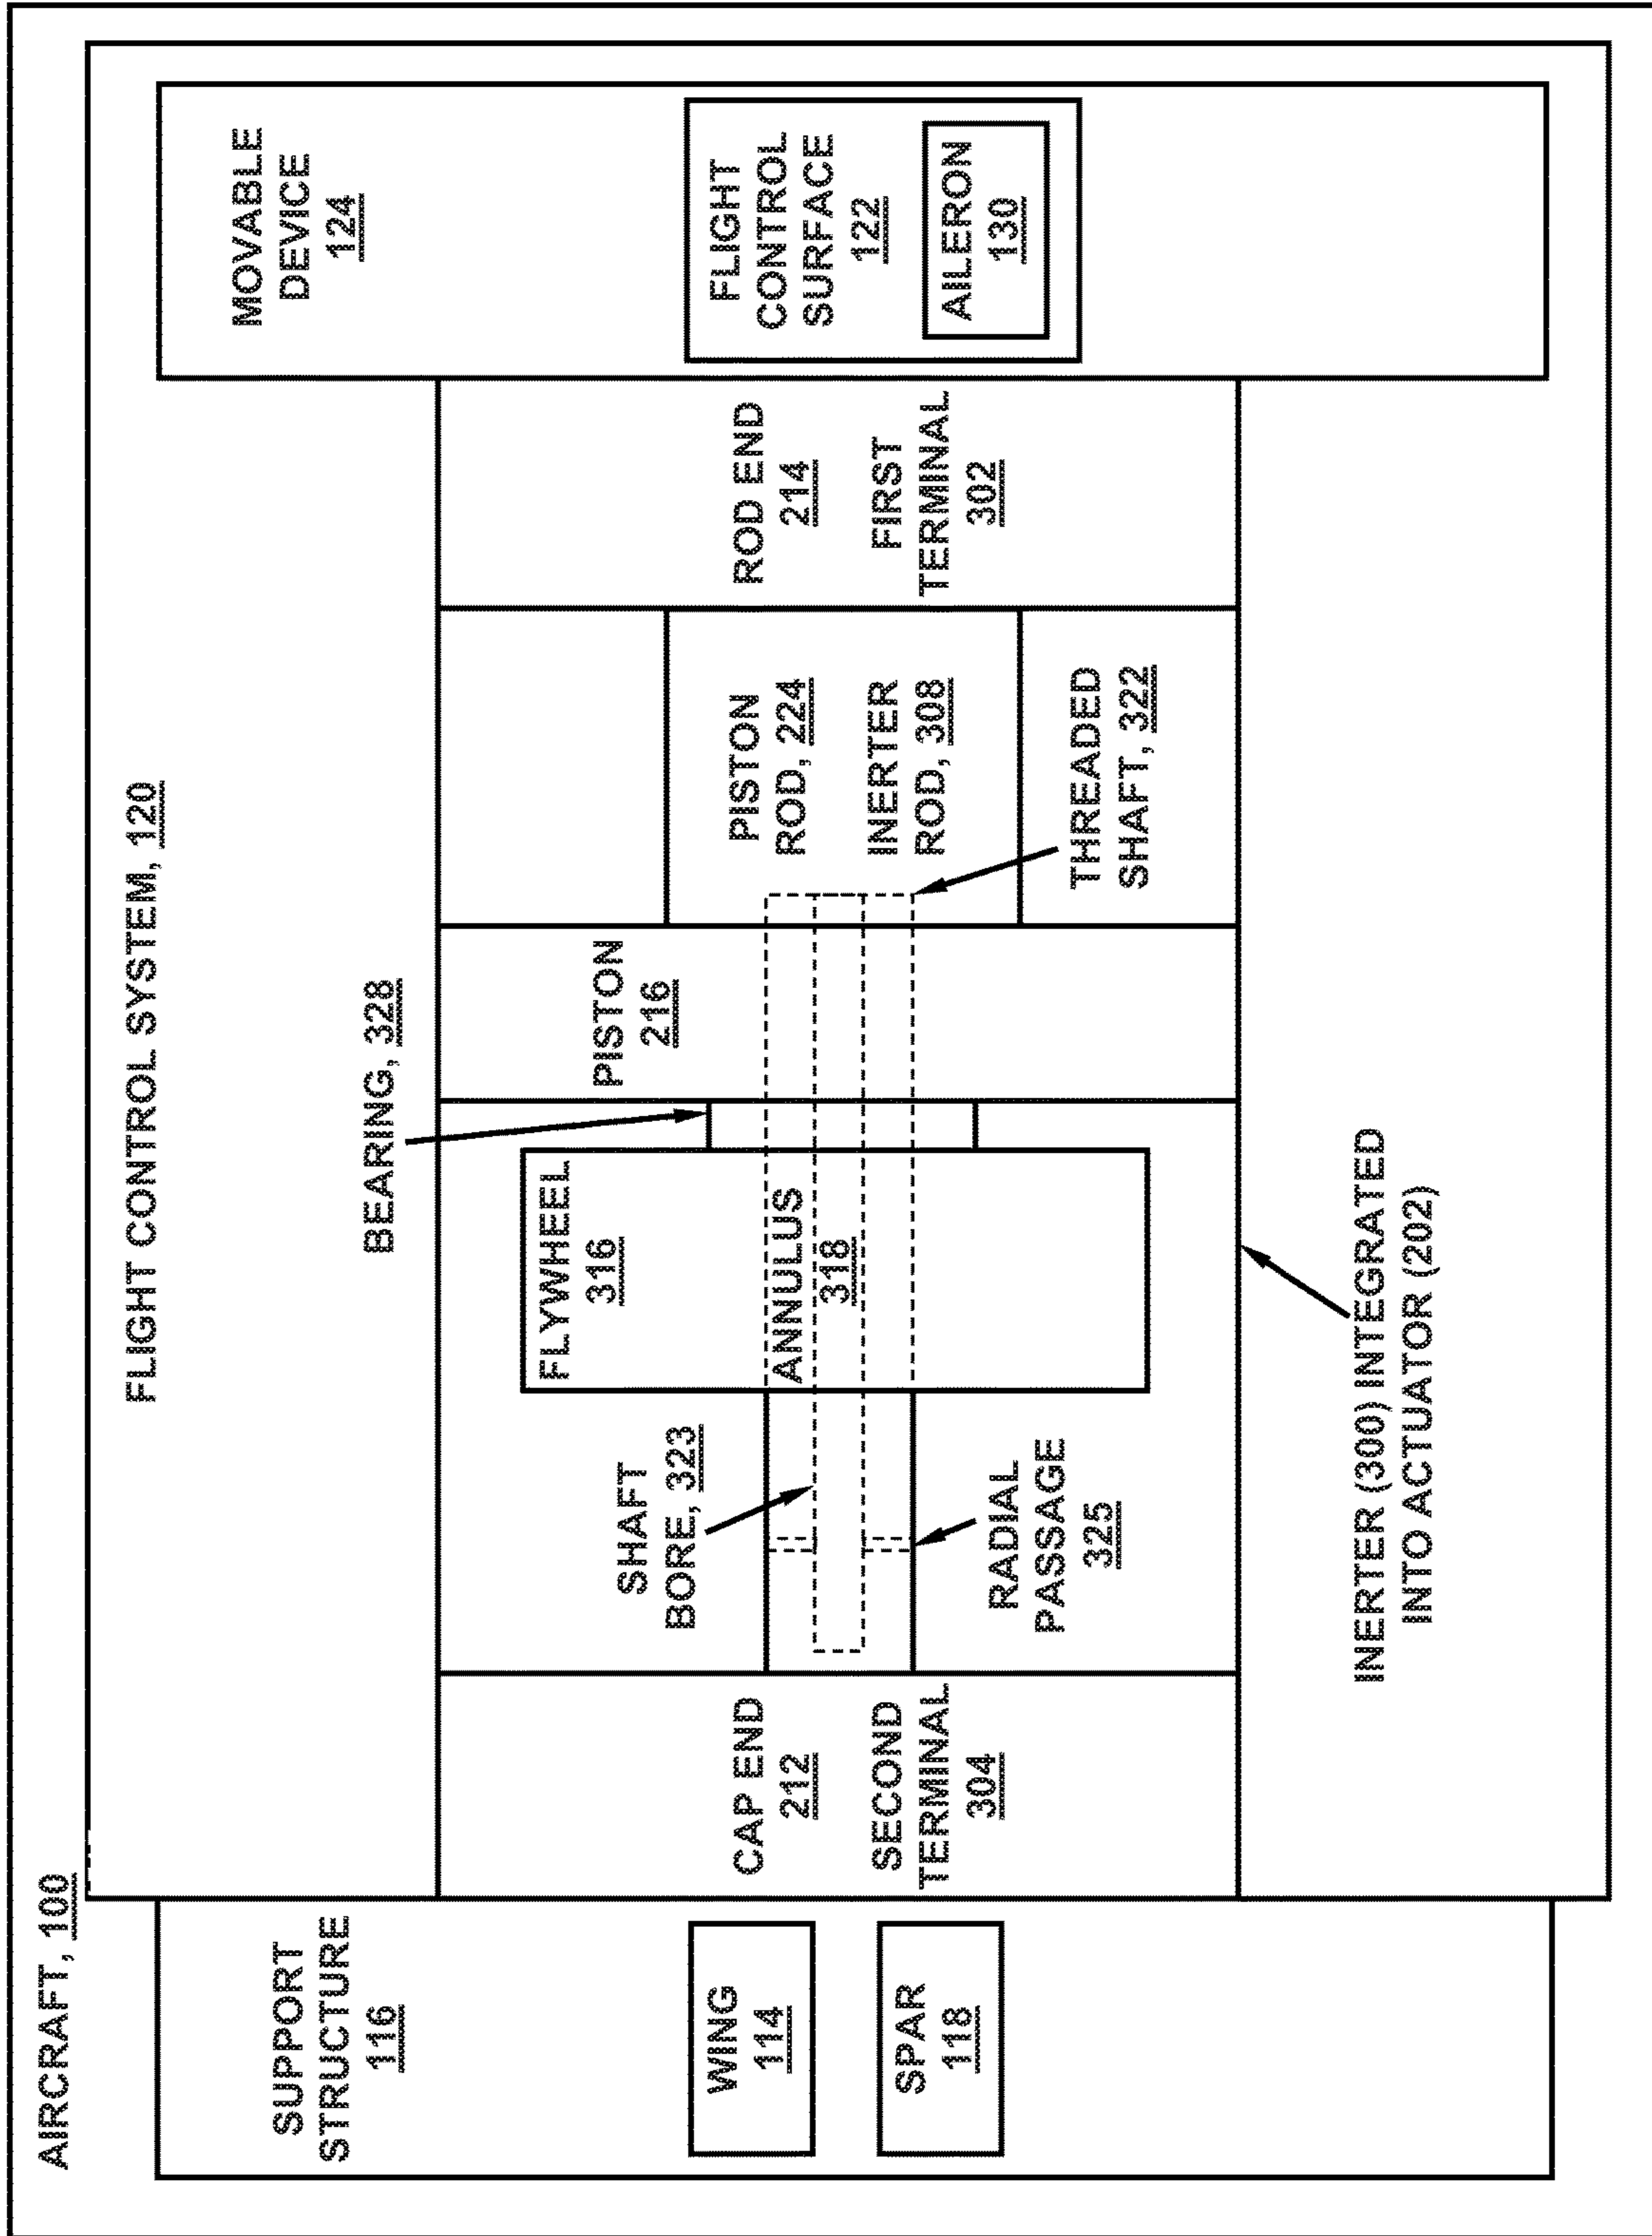 AIRCRAFT, 100
FLIGHT CONTROL SYSTEM, 120
SUPPORT
STRUCTURE
116
WING
114
SPAR
118
CAP END
212
SECOND
TERMINAL
304
SHAFT
BORE, 323
RADIAL
PASSAGE
325
BEARING, 328
FLYWHEEL
316
ANNULUS
318
PISTON
216
PISTON
ROD, 224
INERTER
ROD, 308
THREADED
SHAFT, 322
ROD END
214
FIRST
TERMINAL
302
MOVABLE
DEVICE
124
FLIGHT
CONTROL
SURFACE
122
AILERON
130
INERTER (300) INTEGRATED
INTO ACTUATOR (202)